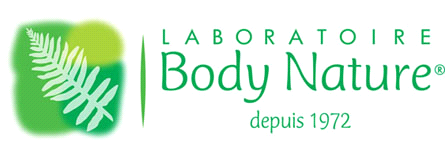 LABORATOIRE
Body Nature®
depuis 1972